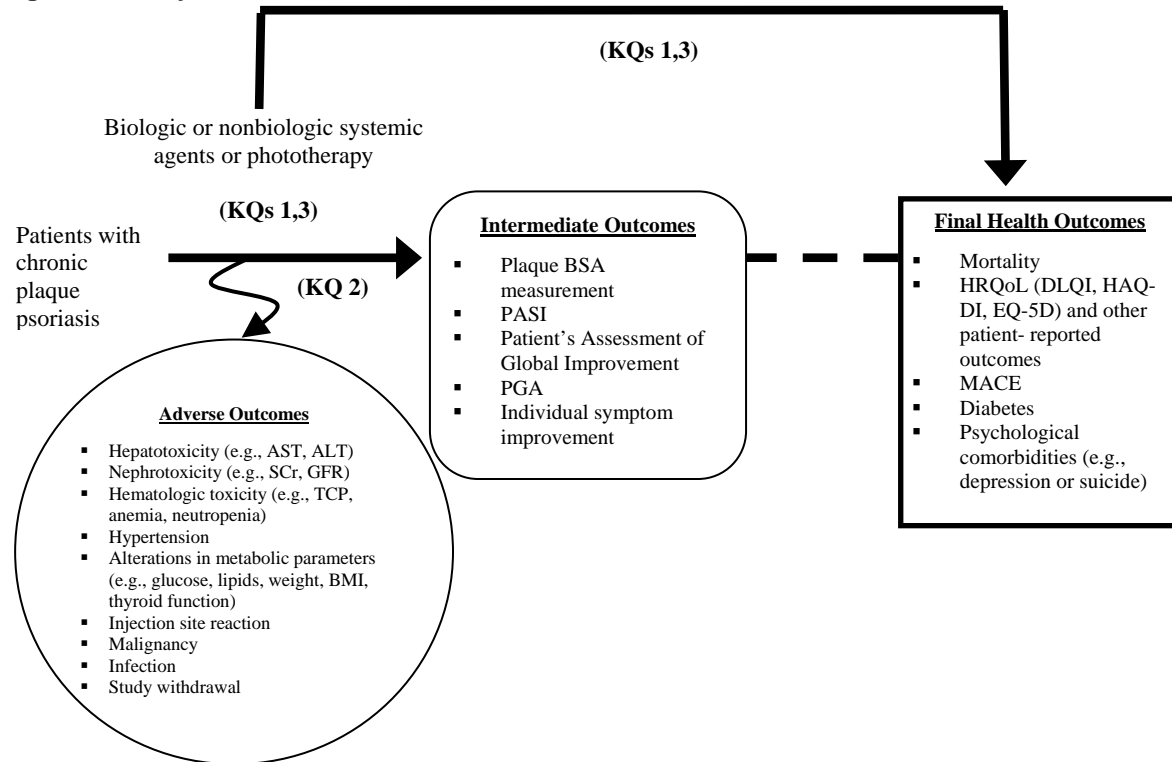 (KQs 1,3)
Biologic or nonbiologic systemic
agents or phototherapy
(KQs 1,3)
Patients with
chronic
plaque
psoriasis
(KQ 2)
Intermediate Outcomes
▪ Plaque BSA
measurement
▪ PASI
▪ Patient's Assessment of
Global Improvement
▪ PGA
▪ Individual symptom
improvement
Final Health Outcomes
▪ Mortality
▪ HRQoL (DLQI, HAQ-
DI, EQ-5D) and other
patient- reported
outcomes
▪ MACE
▪ Diabetes
▪ Psychological
comorbidities (e.g.,
depression or suicide)
Adverse Outcomes
▪ Hepatotoxicity (e.g., AST, ALT)
▪ Nephrotoxicity (e.g., SCr, GFR)
▪ Hematologic toxicity (e.g., TCP,
anemia, neutropenia)
▪ Hypertension
▪ Alterations in metabolic parameters
(e.g., glucose, lipids, weight, BMI,
thyroid function)
▪ Injection site reaction
▪ Malignancy
▪ Infection
▪ Study withdrawal